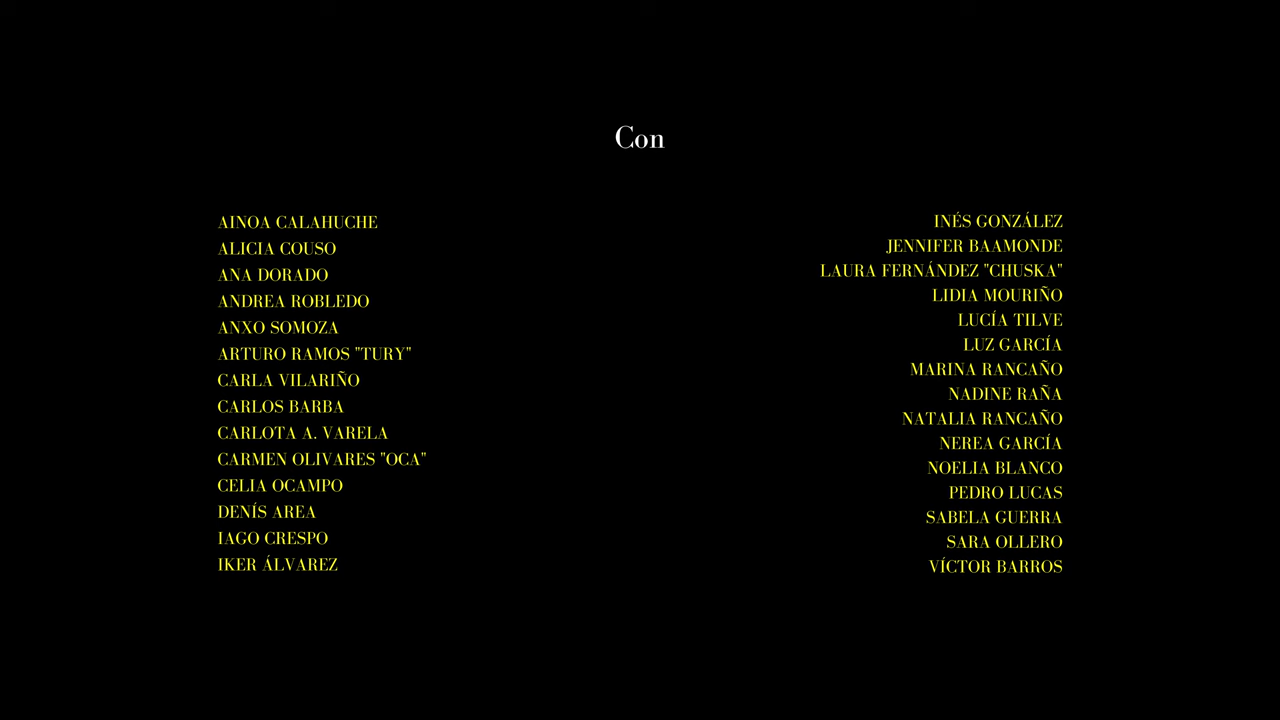 Con
AINOA CALAHUCHE
ALICIA COUSO
ANA DORADO
ANDREA ROBLEDO
ANXO SOMOZA
ARTURO RAMOS "TURY"
CARLA VILARIÑO
CARLOS BARBA
CARLOTA A. VARELA
CARMEN OLIVARES "OCA"
CELIA OCAMPO
DENÍS AREA
IAGO CRESPO
IKER ÁLVAREZ
INÉS GONZÁLEZ
JENNIFER BAAMONDE
LAURA FERNÁNDEZ "CHUSKA"
LIDIA MOURIÑO
LUCÍA TILVE
LUZ GARCÍA
MARINA RANCAÑO
NADINE RAÑA
NATALIA RANCAÑO
NEREA GARCÍA
NOELIA BLANCO
PEDRO LUCAS
SABELA GUERRA
SARA OLLERO
VÍCTOR BARROS